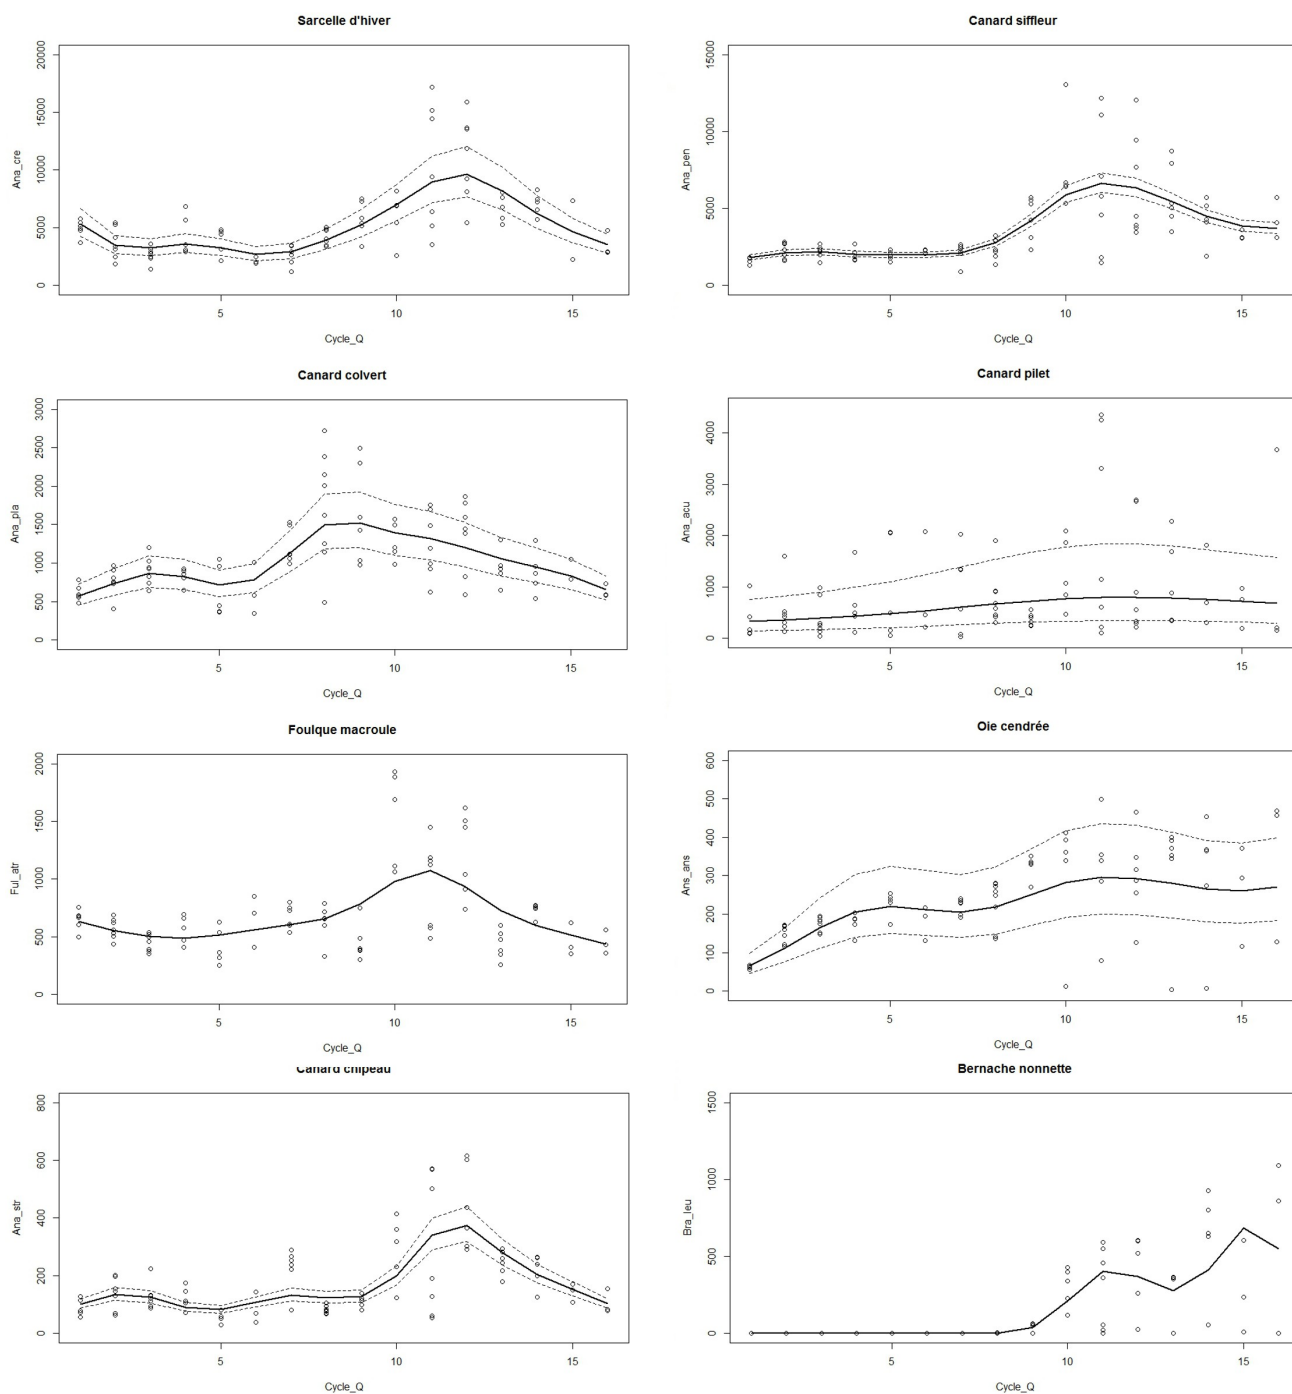 Sarcelle d'hiver
Ana_cre
0 5000 10000 15000 20000
5 10 15
Cycle_Q
Canard siffleur
Ana_pen
0 5000 10000 15000
5 10 15
Cycle_Q
Canard colvert
Ana_pla
0 500 1000 1500 2000 2500 3000
5 10 15
Cycle_Q
Canard pilet
Ana_acu
0 1000 2000 3000 4000
5 10 15
Cycle_Q
Foulque macroule
Ful_atr
0 500 1000 1500 2000
5 10 15
Cycle_Q
Oie cendrée
Ans_ans
0 100 200 300 400 500 600
5 10 15
Cycle_Q
Canard chipeau
Ana_str
0 200 400 600 800
5 10 15
Cycle_Q
Bernache nonnette
Bra_leu
0 500 1000 1500
5 10 15
Cycle_Q